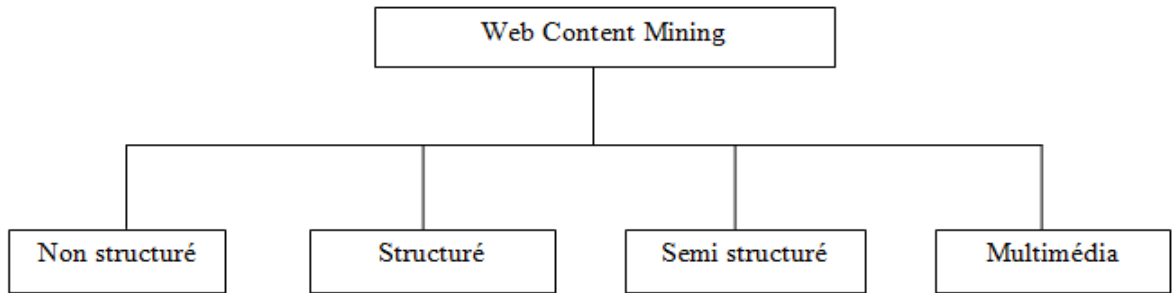 Web Content Mining
Non structuré
Structuré
Semi structuré
Multimédia